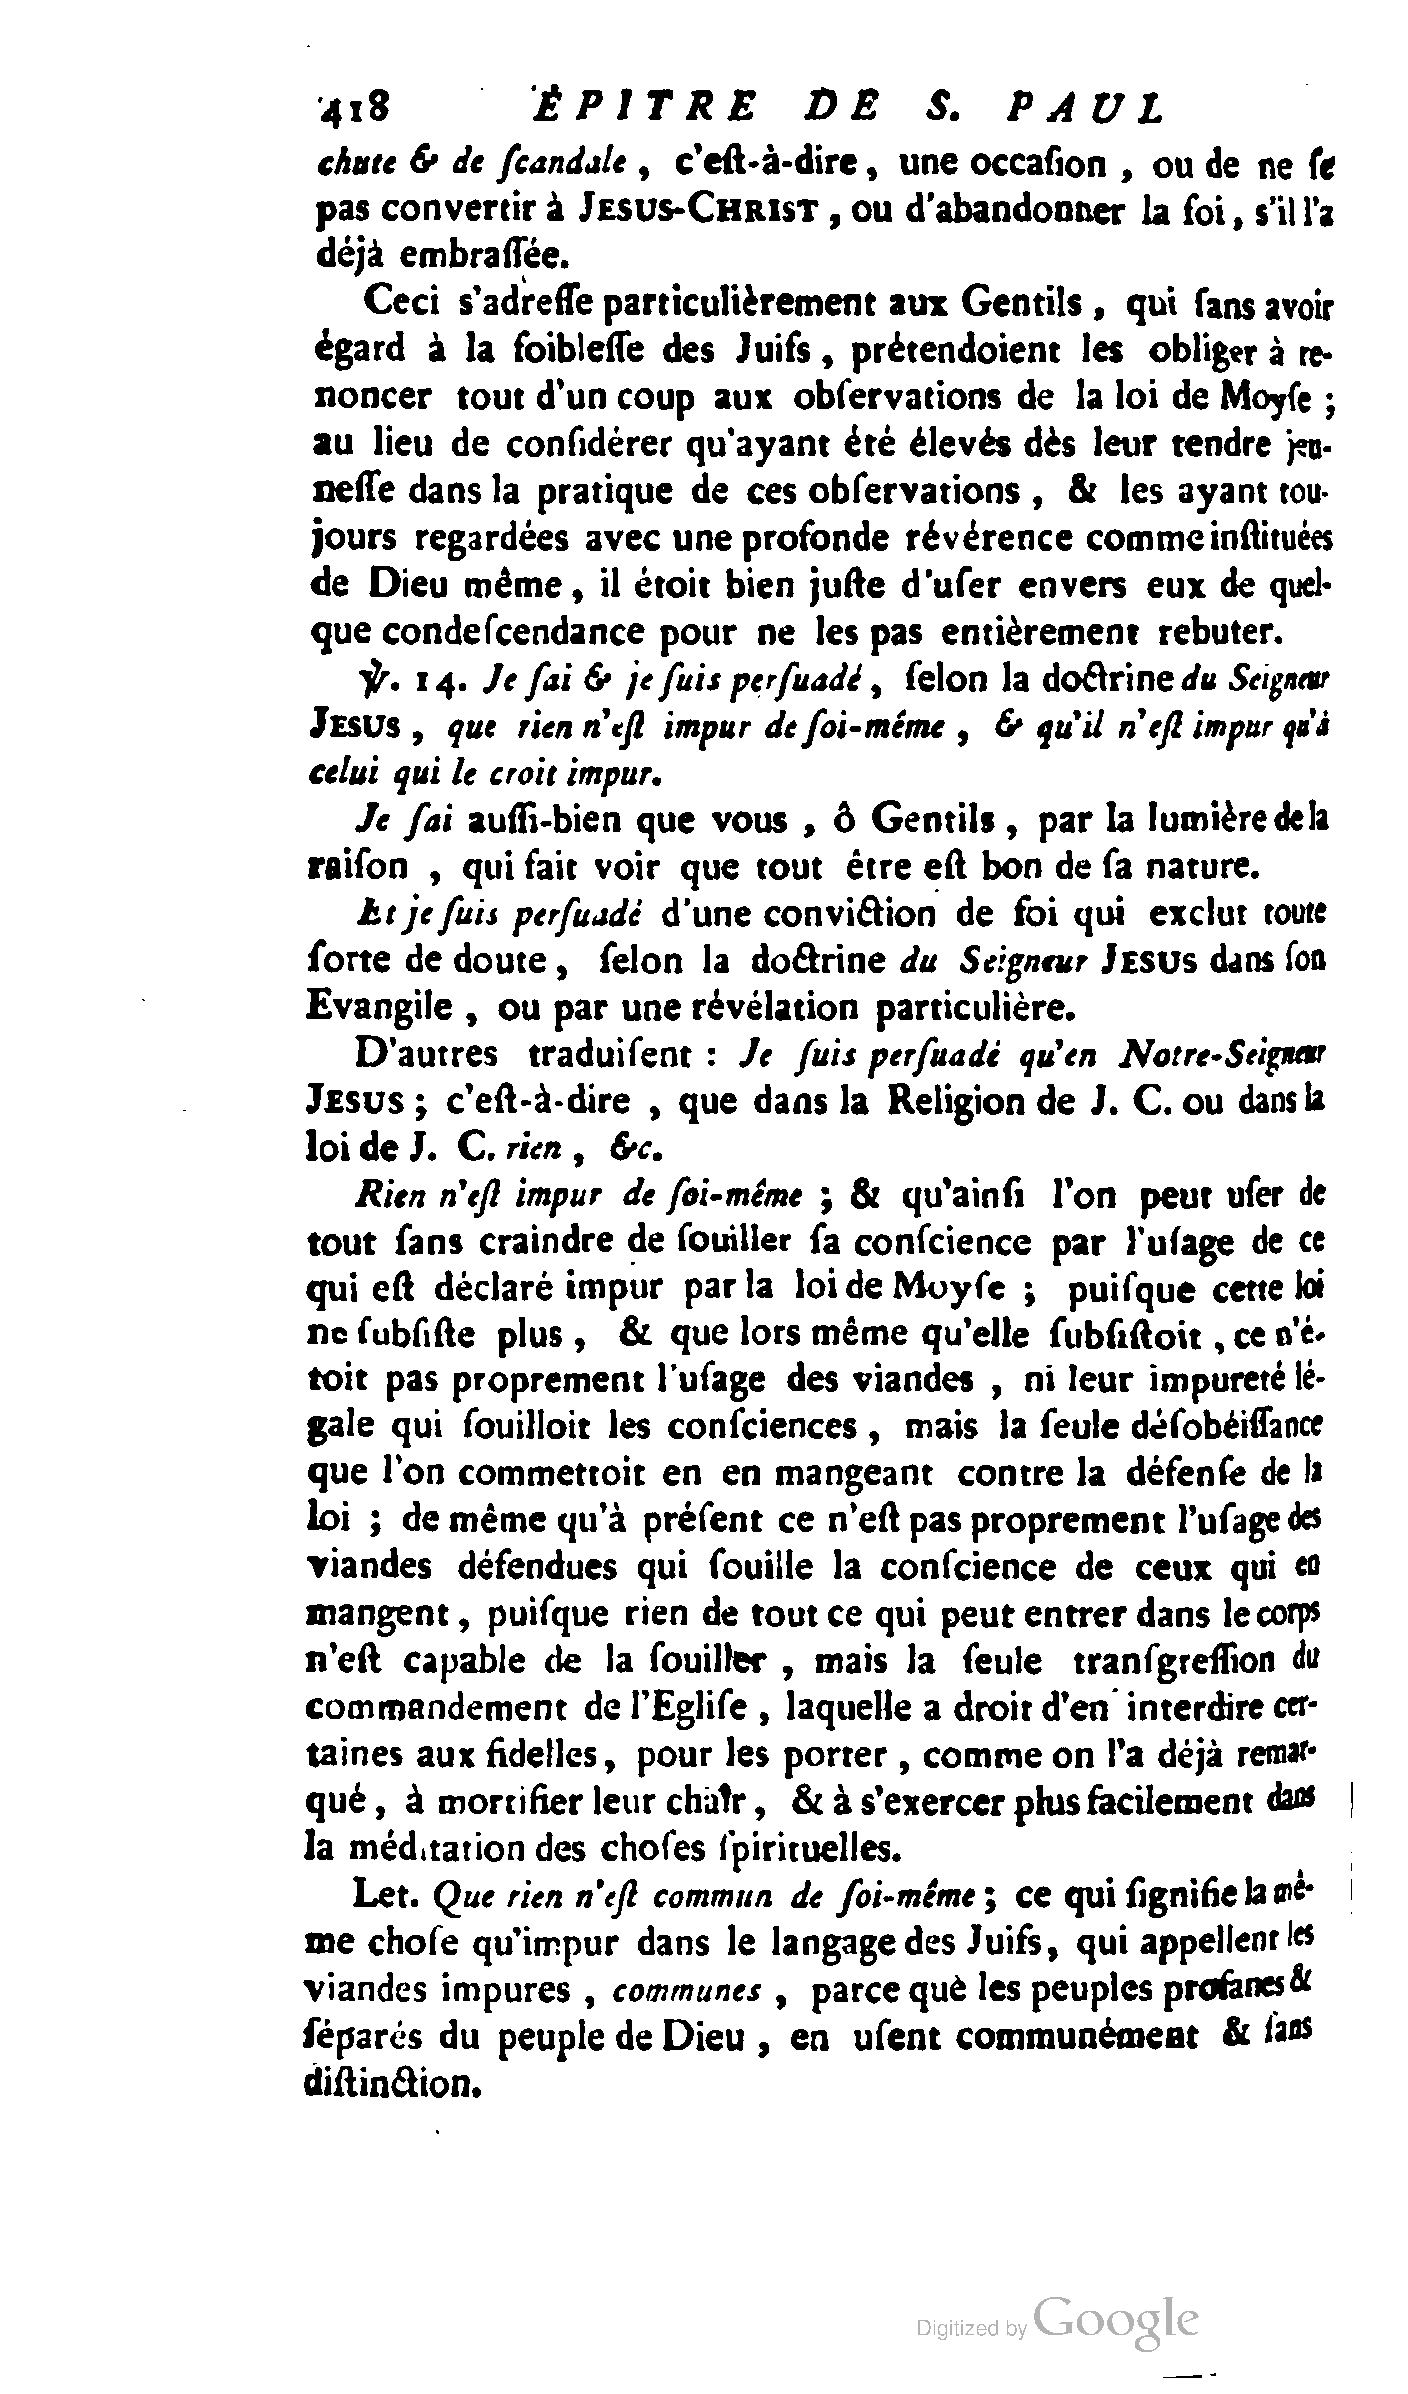 418 ÉPITRE DE S. PAUL
chute & de ſcandale, c'eſt-à-dire, une occaſion, ou de ne ſe
pas convertir à JESUS-CHRIST, ou d'abandonner la foi, s'il l'a
déjà embraſſée.
Ceci s'adreſſe particulièrement aux Gentils, qui ſans avoir
égard à la foibleſſe des Juifs, prétendoient les obliger à re-
noncer tout d'un coup aux obſervations de la loi de Moyſe;
au lieu de conſidérer qu'ayant été élevés dès leur tendre jeu-
neſſe dans la pratique de ces obſervations, & les ayant tou-
jours regardées avec une profonde révérence comme inſtituées
de Dieu même, il étoit bien juſte d'uſer envers eux de quel-
que condeſcendance pour ne les pas entièrement rebuter.
℣. 14. Je ſai & je ſuis perſuadé, ſelon la doctrine du Seigneur
JESUS, que rien n'eſt impur de ſoi-même, & qu'il n'eſt impur qu'à
celui qui le croit impur.
Je ſai auſſi-bien que vous, ô Gentils, par la lumière de la
raiſon, qui fait voir que tout être eſt bon de ſa nature.
Et je ſuis perſuadé d'une conviction de foi qui exclut toute
ſorte de doute, ſelon la doctrine du Seigneur JESUS dans ſon
Evangile, ou par une révélation particulière.
D'autres traduiſent : Je ſuis perſuadé qu'en Notre-Seigneur
JESUS; c'eſt-à-dire, que dans la Religion de J. C. ou dans la
loi de J. C. rien, &c.
Rien n'eſt impur de ſoi-même; & qu'ainſi l'on peut uſer de
tout ſans craindre de ſouiller ſa conſcience par l'uſage de ce
qui eſt déclaré impur par la loi de Moyſe; puiſque cette loi
ne ſubſiſte plus, & que lors même qu'elle ſubſiſtoit, ce n'é-
toit pas proprement l'uſage des viandes, ni leur impureté lé-
gale qui ſouilloit les conſciences, mais la ſeule déſobéiſſance
que l'on commettoit en en mangeant contre la défenſe de la
loi; de même qu'à préſent ce n'eſt pas proprement l'uſage des
viandes défendues qui ſouille la conſcience de ceux qui en
mangent, puiſque rien de tout ce qui peut entrer dans le corps
n'eſt capable de la ſouiller, mais la ſeule tranſgreſſion du
commandement de l'Egliſe, laquelle a droit d'en interdire cer-
taines aux fidelles, pour les porter, comme on l'a déjà remar-
qué, à mortifier leur chair, & à s'exercer plus facilement dans
la méditation des choſes ſpirituelles.
Let. Que rien n'eſt commun de ſoi-même; ce qui ſignifie la mê-
me choſe qu'impur dans le langage des Juifs, qui appellent les
viandes impures, communes, parce què les peuples profanes &
ſéparés du peuple de Dieu, en uſent communément & ſans
diſtinction.
Digitized by Google